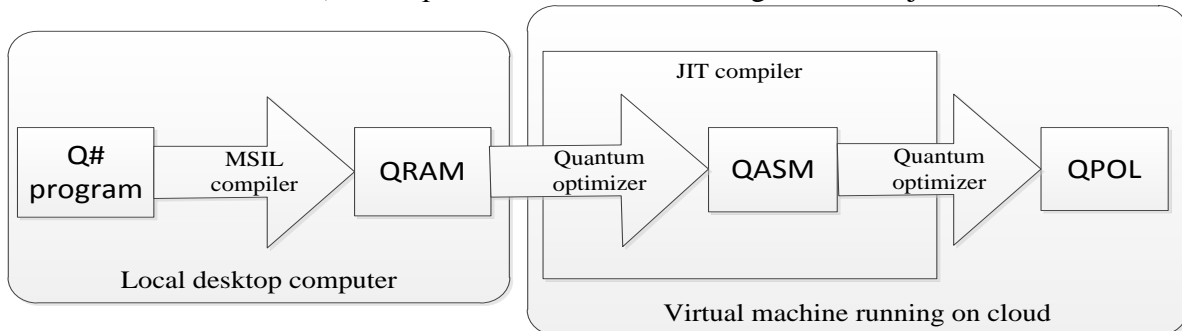 JIT compiler
Q#
program
MSIL
compiler
QRAM
Quantum
optimizer
QASM
Quantum
optimizer
QPOL
Local desktop computer
Virtual machine running on cloud